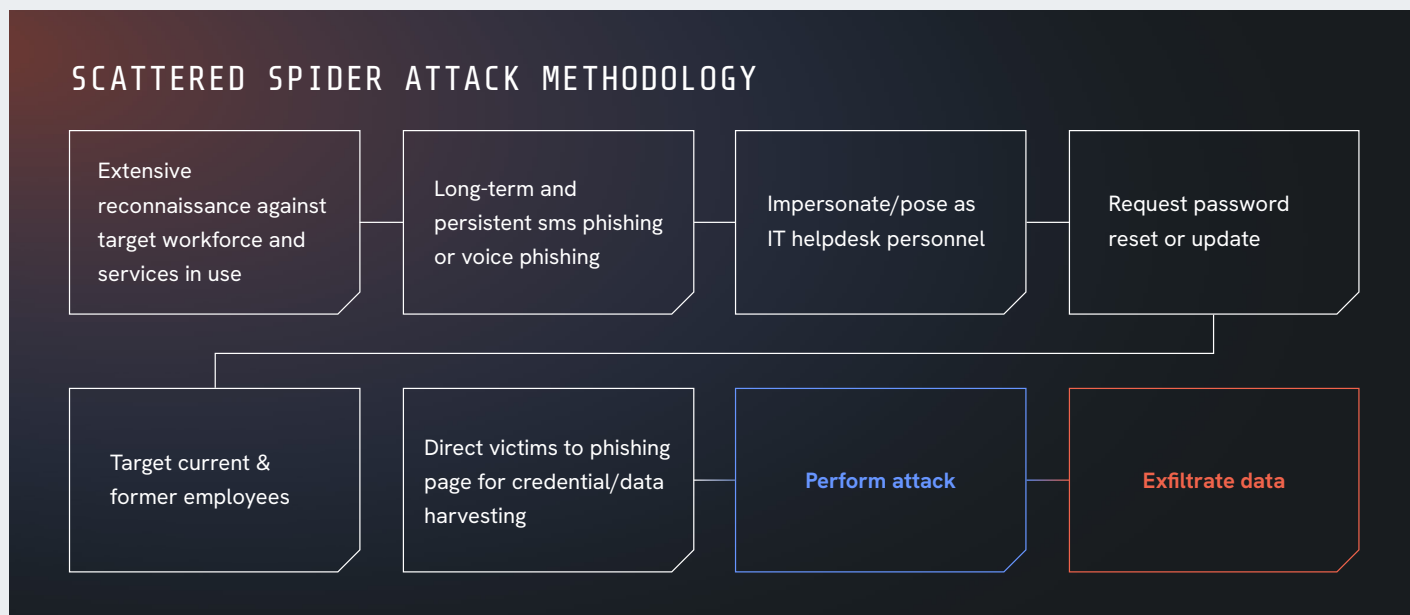 SCATTERED SPIDER ATTACK METHODOLOGY
Extensive
reconnaissance against
target workforce and
services in use
Long-term and
persistent sms phishing
or voice phishing
Impersonate/pose as
IT helpdesk personnel
Request password
reset or update
Target current &
former employees
Direct victims to phishing
page for credential/data
harvesting
Perform attack
Exfiltrate data